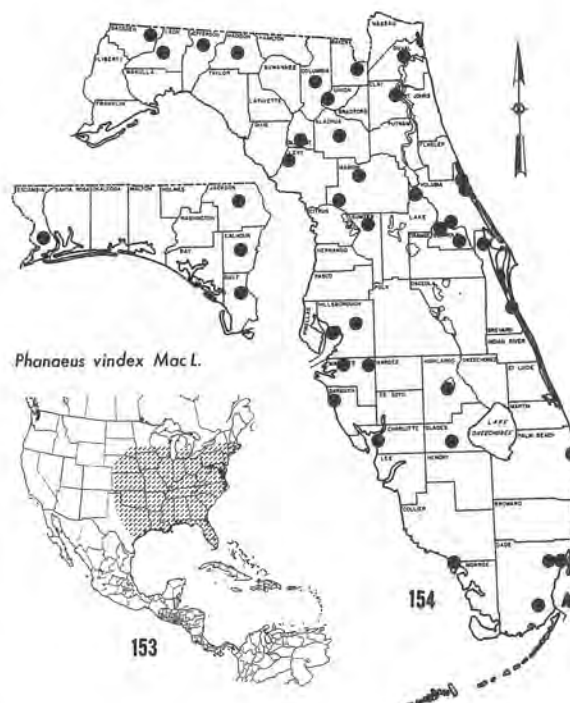 GADSDEN
LEON
JEFFERSON
MADISON
HAMILTON
NASSAU
BAKER
DUVAL
LIBERTY
WAKULLA
TAYLOR
SUWANNEE
COLUMBIA
UNION
CLAY
ST JOHNS
FRANKLIN
LAFAYETTE
BRADFORD
DIXIE
ALACHUA
PUTNAM
FLAGLER
LEVY
MARION
VOLUSIA
ESCAMBIA
SANTA ROSA
OKALOOSA
WALTON
HOLMES
JACKSON
WASHINGTON
CALHOUN
BAY
GULF
CITRUS
SUMTER
LAKE
ORANGE
HERNANDO
PASCO
POLK
OSCEOLA
PINELLAS
HILLSBOROUGH
BREVARD
INDIAN RIVER
HARDEE
HIGHLANDS
OKEECHOBEE
ST LUCIE
SARASOTA
DE SOTO
MARTIN
CHARLOTTE
GLADES
LAKE
OKEECHOBEE
PALM BEACH
LEE
HENDRY
COLLIER
BROWARD
DADE
MONROE
Phanaeus vindex Mac L.
153
154